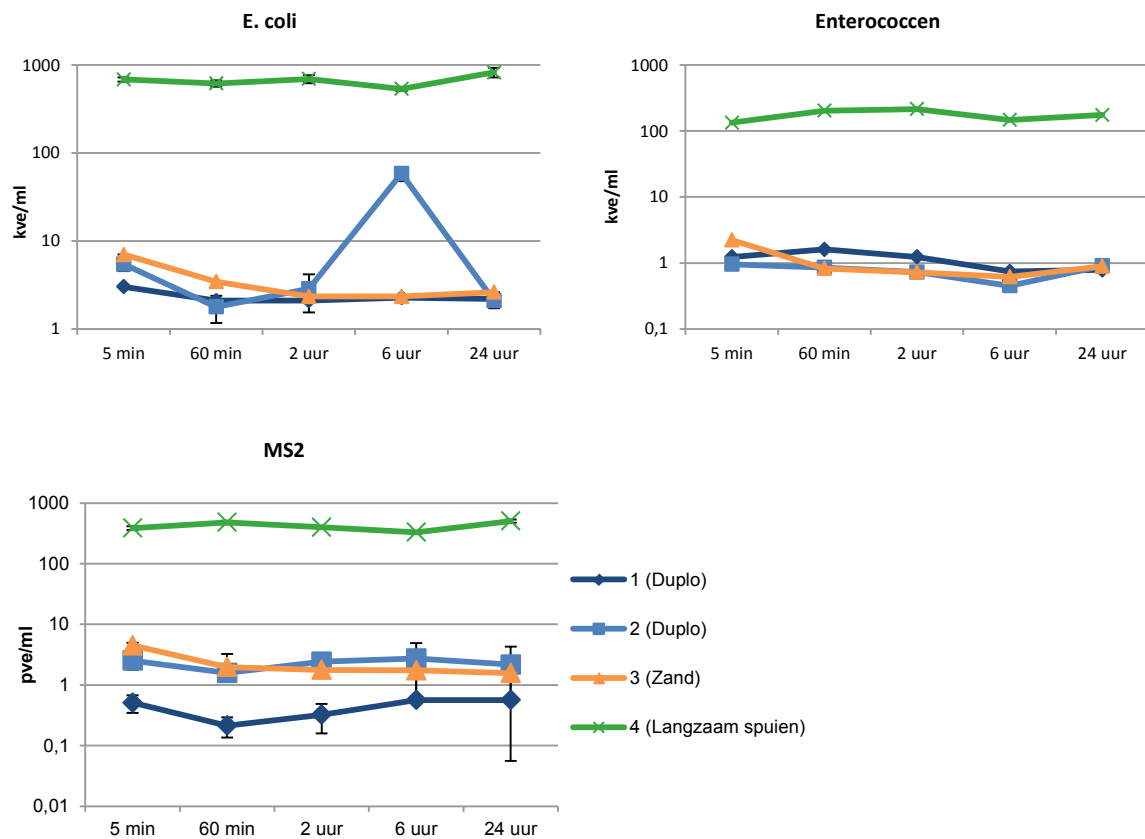 E. coli
1000
100
10
1
kve/ml
5 min 60 min 2 uur 6 uur 24 uur
Enterococcen
1000
100
10
1
0,1
kve/ml
5 min 60 min 2 uur 6 uur 24 uur
MS2
1000
100
10
1
0,1
0,01
pve/ml
5 min 60 min 2 uur 6 uur 24 uur
1 (Duplo)
2 (Duplo)
3 (Zand)
4 (Langzaam spuien)